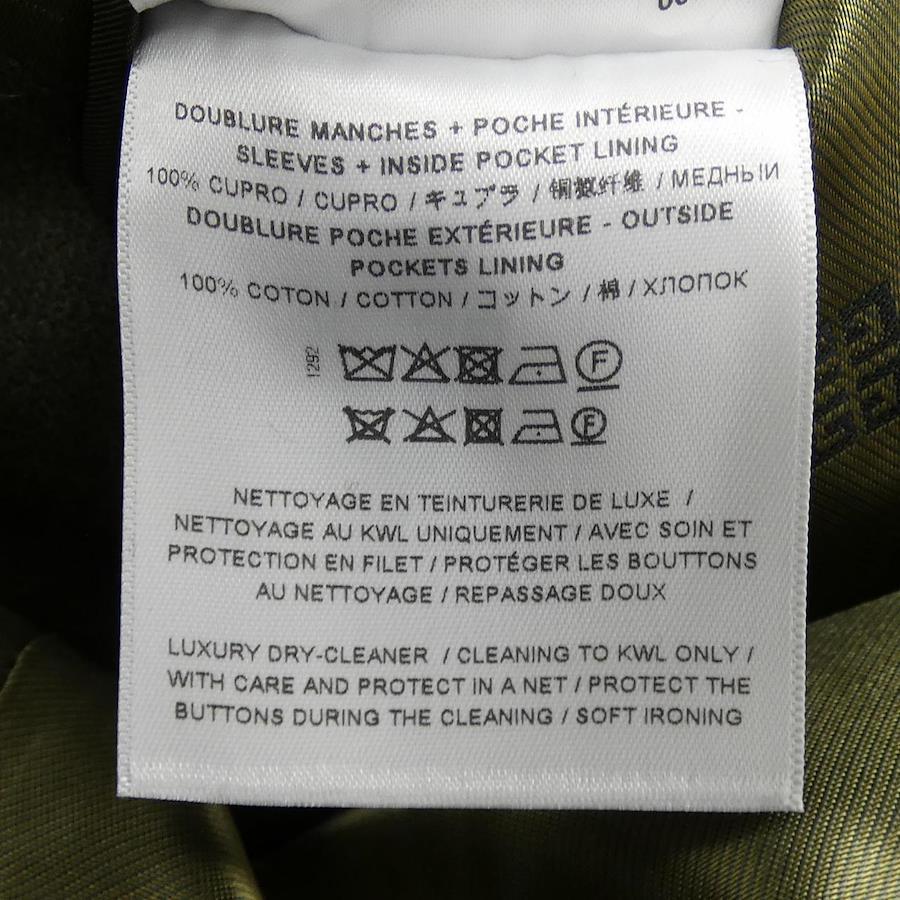 DOUBLURE MANCHES + POCHE INTÉRIEURE -
SLEEVES + INSIDE POCKET LINING
100% CUPRO / CUPRO / キュプラ / 铜氨纤维 / МЕДНЫЙ
DOUBLURE POCHE EXTÉRIEURE - OUTSIDE
POCKETS LINING
100% COTON / COTTON / コットン / 棉 / ХЛОПОК
1292
F
F
NETTOYAGE EN TEINTURERIE DE LUXE /
NETTOYAGE AU KWL UNIQUEMENT / AVEC SOIN ET
PROTECTION EN FILET / PROTÉGER LES BOUTTONS
AU NETTOYAGE / REPASSAGE DOUX
LUXURY DRY-CLEANER / CLEANING TO KWL ONLY /
WITH CARE AND PROTECT IN A NET / PROTECT THE
BUTTONS DURING THE CLEANING / SOFT IRONING